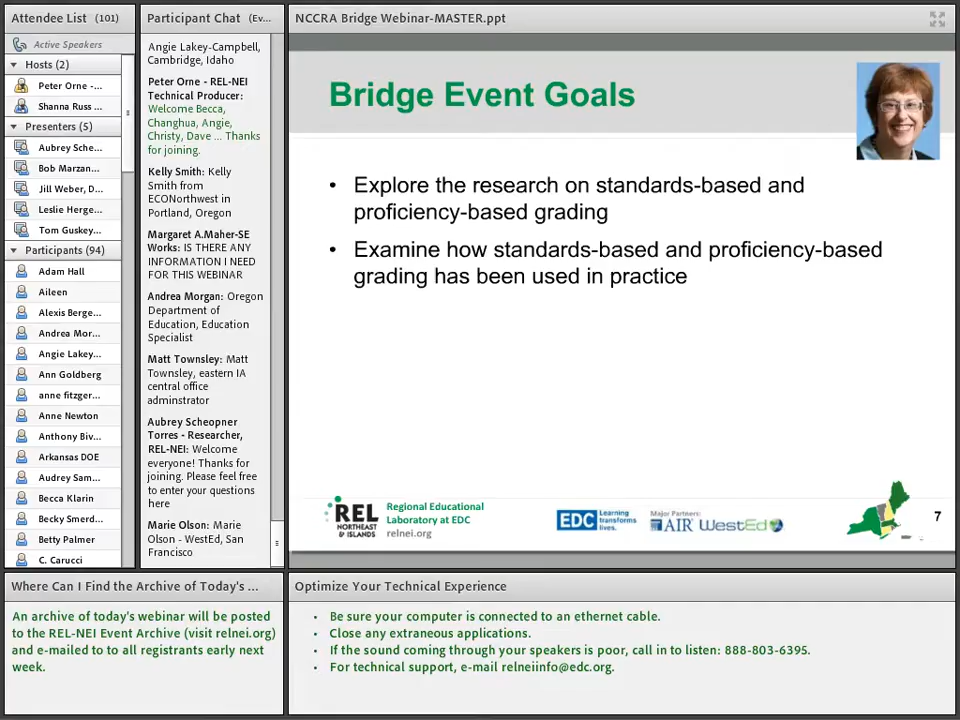 Attendee List (101)
Active Speakers
Hosts (2)
Peter Orne -...
Shanna Russ ...
Presenters (5)
Aubrey Sche...
Bob Marzan...
Jill Weber, D...
Leslie Herge...
Tom Guskey...
Participants (94)
Adam Hall
Aileen
Alexis Berge...
Andrea Mor...
Angie Lakey...
Ann Goldberg
anne fitzger...
Anne Newton
Anthony Biv...
Arkansas DOE
Audrey Sam...
Becca Klarin
Becky Smerd...
Betty Palmer
C. Carucci
Participant Chat (Ev...
Angie Lakey-Campbell,
Cambridge, Idaho
Peter Orne - REL-NEI
Technical Producer:
Welcome Becca,
Changhua, Angie,
Christy, Dave ... Thanks
for joining.
Kelly Smith: Kelly
Smith from
ECONorthwest in
Portland, Oregon
Margaret A.Maher-SE
Works: IS THERE ANY
INFORMATION I NEED
FOR THIS WEBINAR
Andrea Morgan: Oregon
Department of
Education, Education
Specialist
Matt Townsley: Matt
Townsley, eastern IA
central office
adminstrator
Aubrey Scheopner
Torres - Researcher,
REL-NEI: Welcome
everyone! Thanks for
joining. Please feel free
to enter your questions
here
Marie Olson: Marie
Olson - WestEd, San
Francisco
NCCRA Bridge Webinar-MASTER.ppt
Bridge Event Goals
• Explore the research on standards-based and
proficiency-based grading
• Examine how standards-based and proficiency-based
grading has been used in practice
REL
NORTHEAST
& ISLANDS
Regional Educational
Laboratory at EDC
relnei.org
EDC Learning
transforms
lives.
Major Partners:
AIR WestEd
7
Where Can I Find the Archive of Today's ...
An archive of today's webinar will be posted
to the REL-NEI Event Archive (visit relnei.org)
and e-mailed to to all registrants early next
week.
Optimize Your Technical Experience
• Be sure your computer is connected to an ethernet cable.
• Close any extraneous applications.
• If the sound coming through your speakers is poor, call in to listen: 888-803-6395.
• For technical support, e-mail relneiinfo@edc.org.